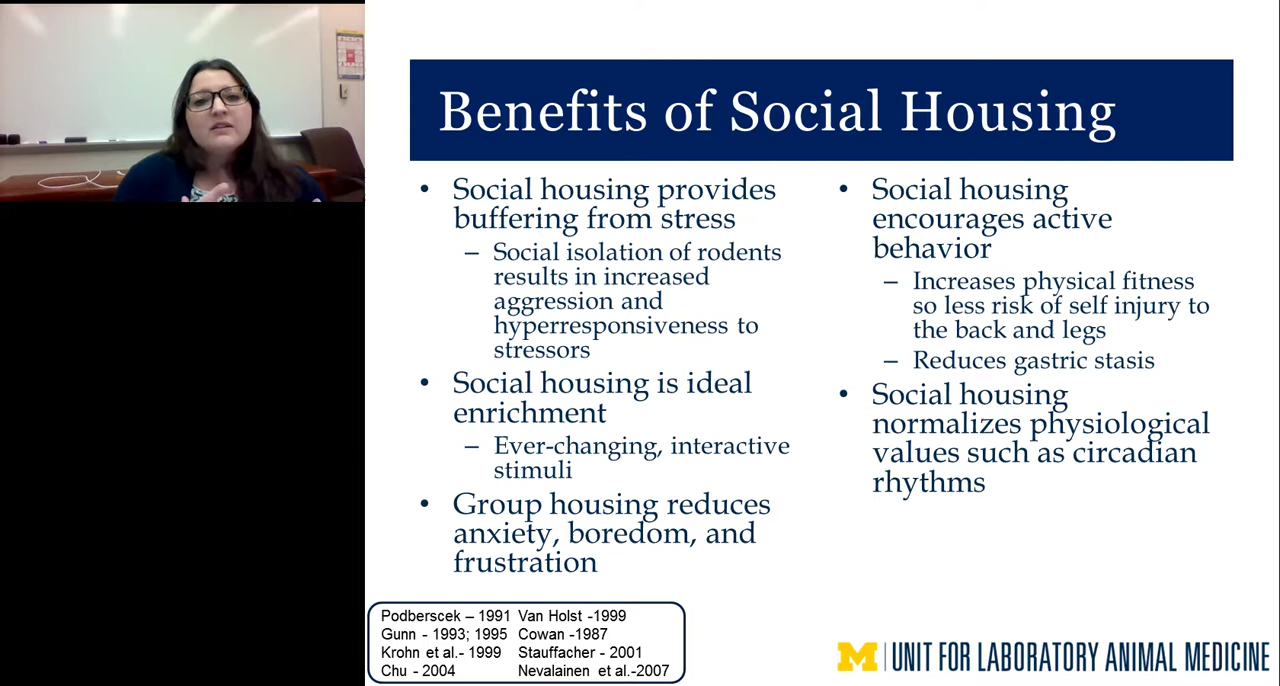 Benefits of Social Housing
• Social housing provides
buffering from stress
– Social isolation of rodents
results in increased
aggression and
hyperresponsiveness to
stressors
• Social housing is ideal
enrichment
– Ever-changing, interactive
stimuli
• Group housing reduces
anxiety, boredom, and
frustration
• Social housing
encourages active
behavior
– Increases physical fitness
so less risk of self injury to
the back and legs
– Reduces gastric stasis
• Social housing
normalizes physiological
values such as circadian
rhythms
Podberscek – 1991 Van Holst -1999
Gunn - 1993; 1995 Cowan -1987
Krohn et al.- 1999 Stauffacher - 2001
Chu - 2004 Nevalainen et al.-2007
M UNIT FOR LABORATORY ANIMAL MEDICINE